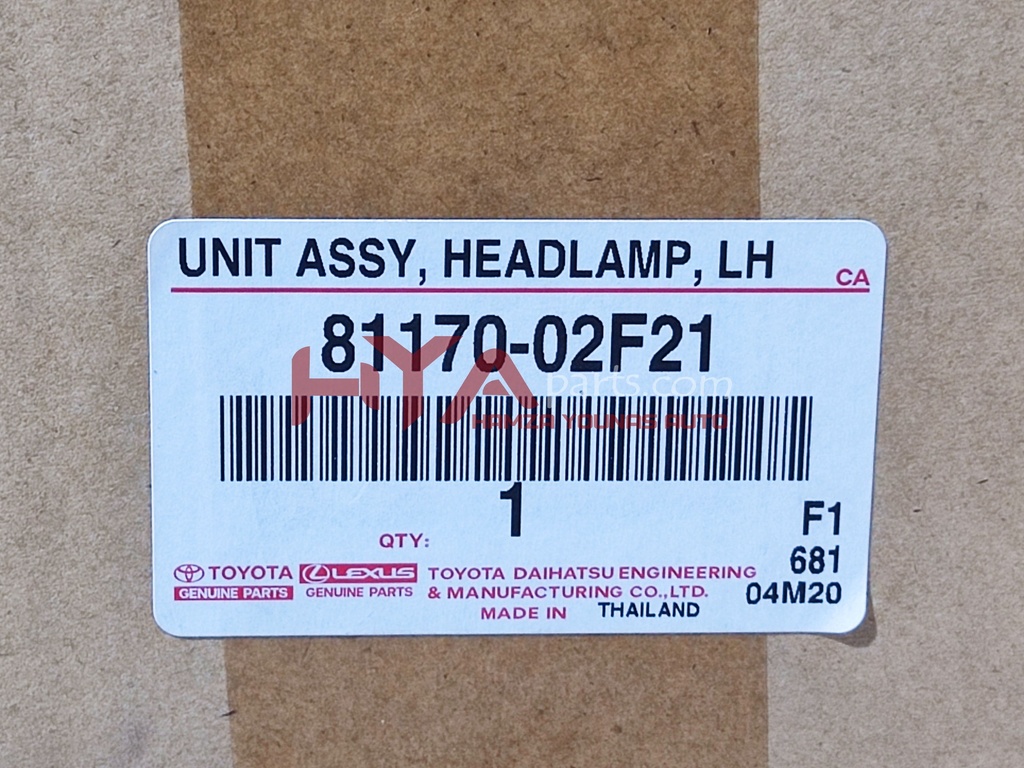 UNIT ASSY, HEADLAMP, LH
CA
81170-02F21
HYA parts.com
HAMZA YOUNAS AUTO
1
QTY:
F1
681
04M20
TOYOTA
GENUINE PARTS
LEXUS
GENUINE PARTS
TOYOTA DAIHATSU ENGINEERING
& MANUFACTURING CO.,LTD.
MADE IN THAILAND